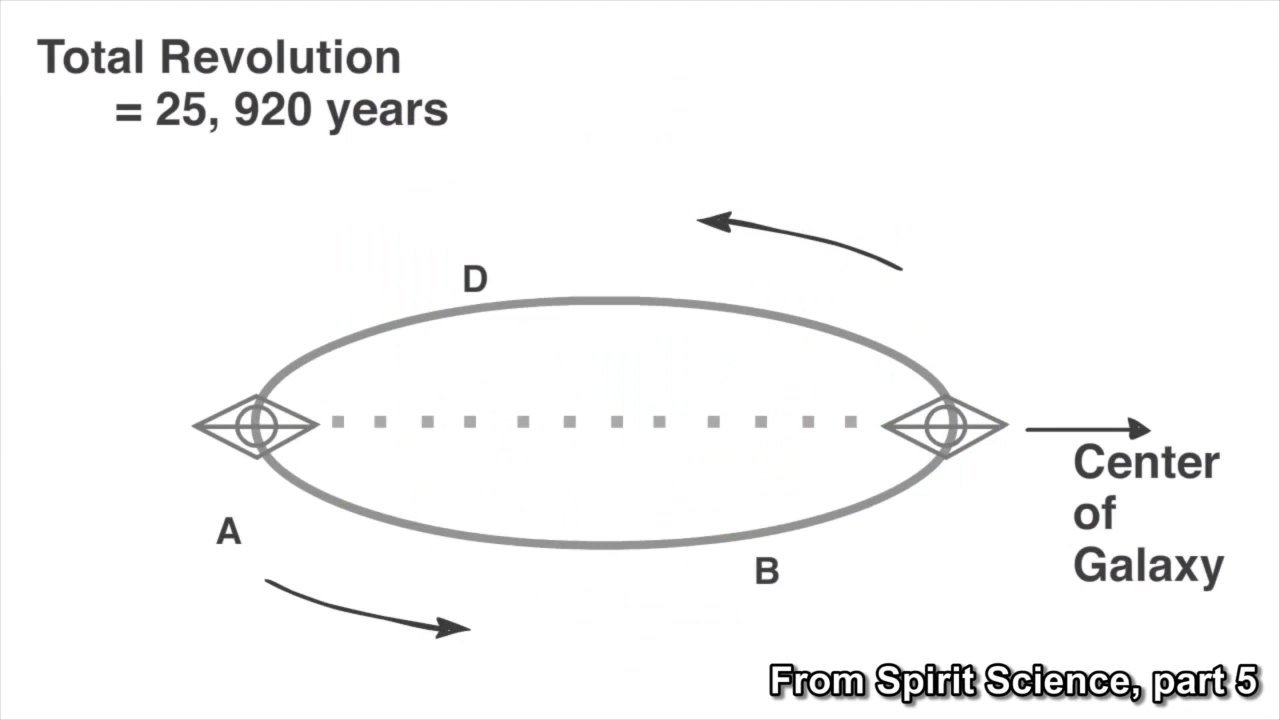 Total Revolution
= 25, 920 years
D
A
B
Center
of
Galaxy
From Spirit Science, part 5